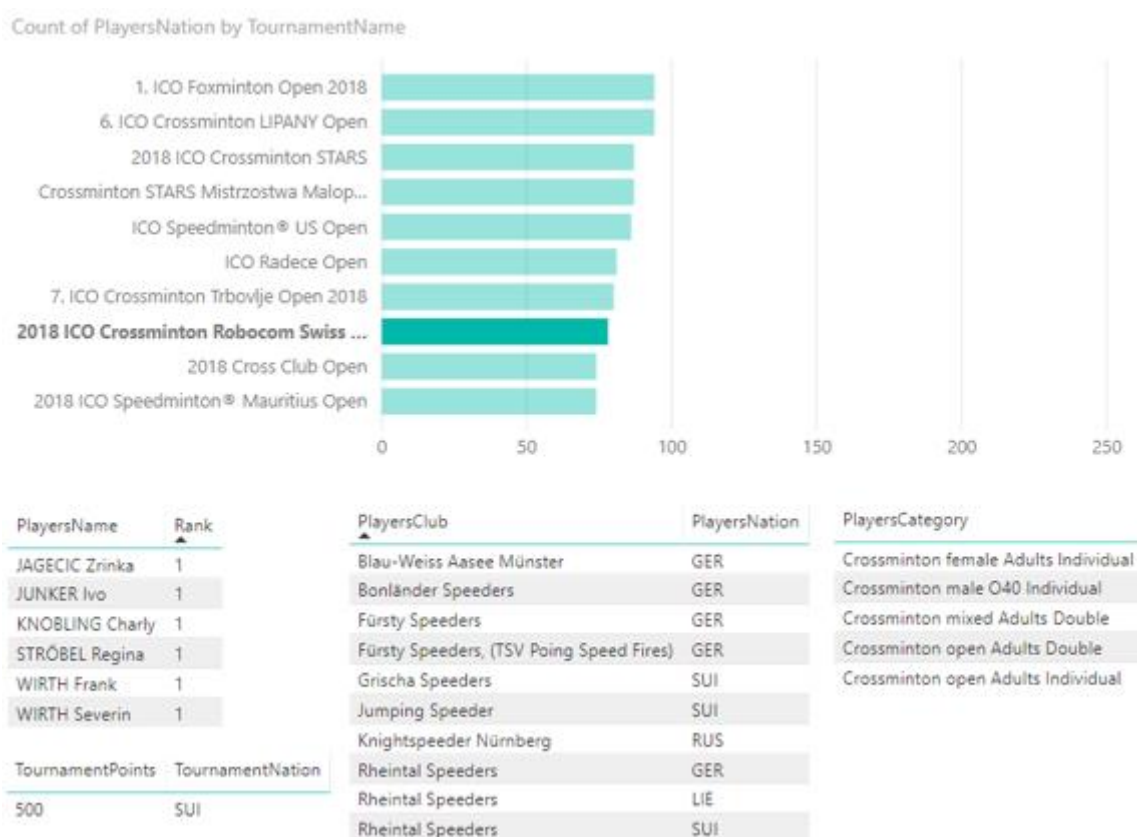 Count of PlayersNation by TournamentName
1. ICO Foxminton Open 2018
6. ICO Crossminton LIPANY Open
2018 ICO Crossminton STARS
Crossminton STARS Mistrzostwa Malop...
ICO Speedminton® US Open
ICO Radece Open
7. ICO Crossminton Trbovlje Open 2018
2018 ICO Crossminton Robocom Swiss ...
2018 Cross Club Open
2018 ICO Speedminton® Mauritius Open
0 50 100 150 200 250
PlayersName Rank
JAGECIC Zrinka 1
JUNKER Ivo 1
KNOBLING Charly 1
STRÖBEL Regina 1
WIRTH Frank 1
WIRTH Severin 1
TournamentPoints TournamentNation
500 SUI
PlayersClub PlayersNation
Blau-Weiss Aasee Münster GER
Bonländer Speeders GER
Fürsty Speeders GER
Fürsty Speeders, (TSV Poing Speed Fires) GER
Grischa Speeders SUI
Jumping Speeder SUI
Knightspeeder Nürnberg RUS
Rheintal Speeders GER
Rheintal Speeders LIE
Rheintal Speeders SUI
PlayersCategory
Crossminton female Adults Individual
Crossminton male O40 Individual
Crossminton mixed Adults Double
Crossminton open Adults Double
Crossminton open Adults Individual